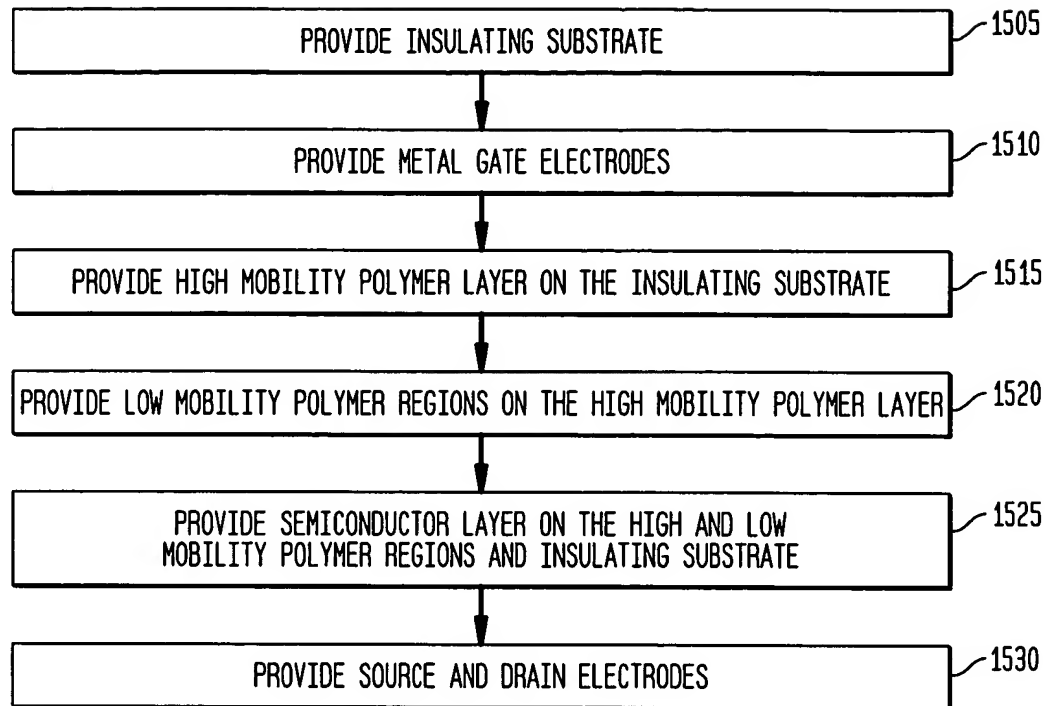 PROVIDE INSULATING SUBSTRATE
1505
PROVIDE METAL GATE ELECTRODES
1510
PROVIDE HIGH MOBILITY POLYMER LAYER ON THE INSULATING SUBSTRATE
1515
PROVIDE LOW MOBILITY POLYMER REGIONS ON THE HIGH MOBILITY POLYMER LAYER
1520
PROVIDE SEMICONDUCTOR LAYER ON THE HIGH AND LOW
MOBILITY POLYMER REGIONS AND INSULATING SUBSTRATE
1525
PROVIDE SOURCE AND DRAIN ELECTRODES
1530